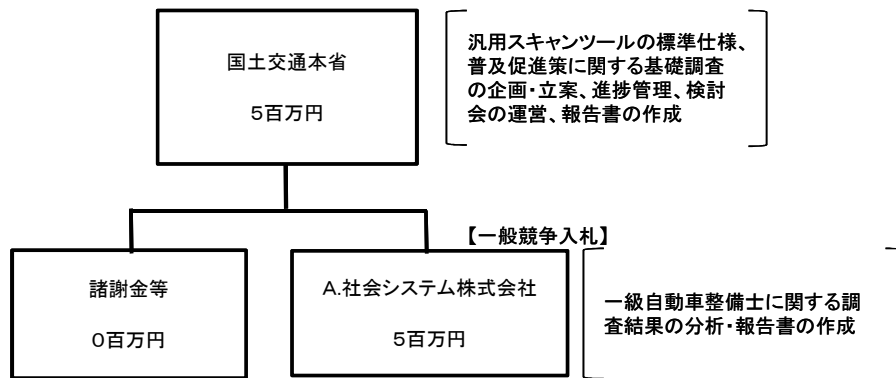 国土交通本省
5百万円
汎用スキャンツールの標準仕様、
普及促進策に関する基礎調査
の企画・立案、進捗管理、検討
会の運営、報告書の作成
【一般競争入札】
諸謝金等
0百万円
A.社会システム株式会社
5百万円
一級自動車整備士に関する調
査結果の分析・報告書の作成